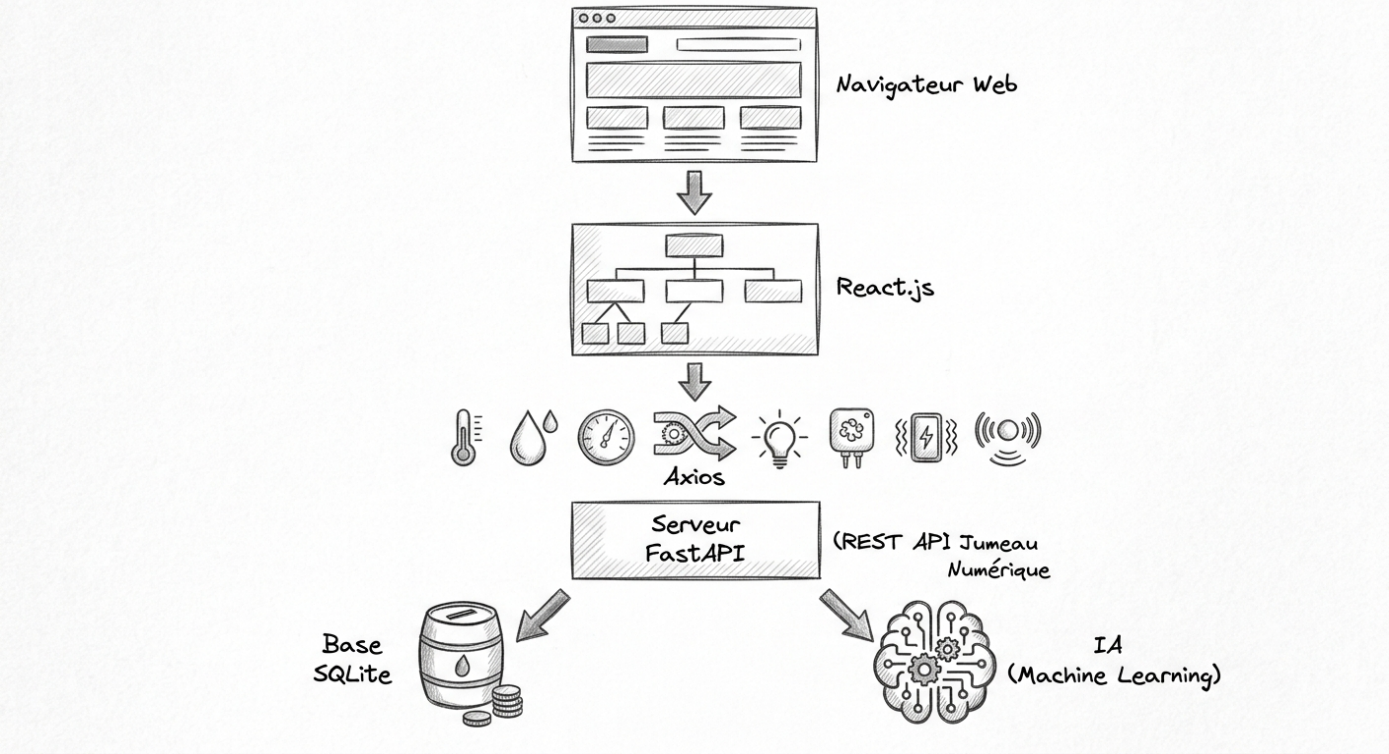 Navigateur Web
React.js
Axios
Serveur
FastAPI
(REST API Jumeau
Numérique
Base
SQLite
IA
(Machine Learning)